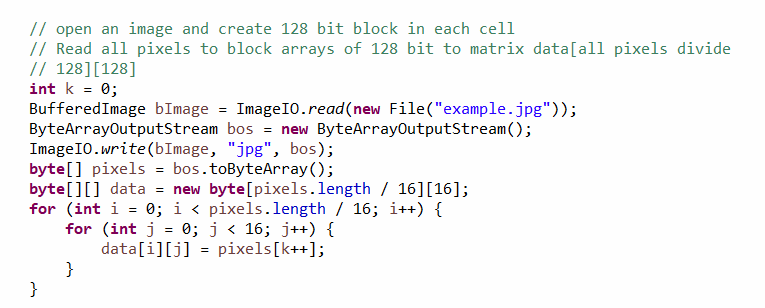 // open an image and create 128 bit block in each cell
// Read all pixels to block arrays of 128 bit to matrix data[all pixels divide
// 128][128]
int k = 0;
BufferedImage bImage = ImageIO.read(new File("example.jpg"));
ByteArrayOutputStream bos = new ByteArrayOutputStream();
ImageIO.write(bImage, "jpg", bos);
byte[] pixels = bos.toByteArray();
byte[][] data = new byte[pixels.length / 16][16];
for (int i = 0; i < pixels.length / 16; i++) {
    for (int j = 0; j < 16; j++) {
        data[i][j] = pixels[k++];
    }
}